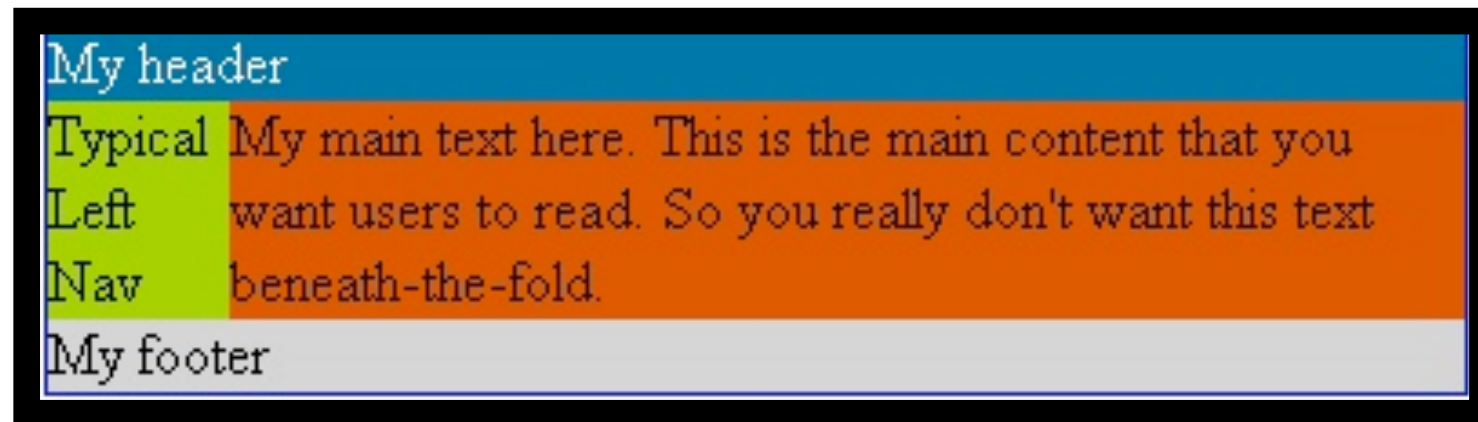 My header
Typical
Left
Nav
My main text here. This is the main content that you
want users to read. So you really don't want this text
beneath-the-fold.
My footer